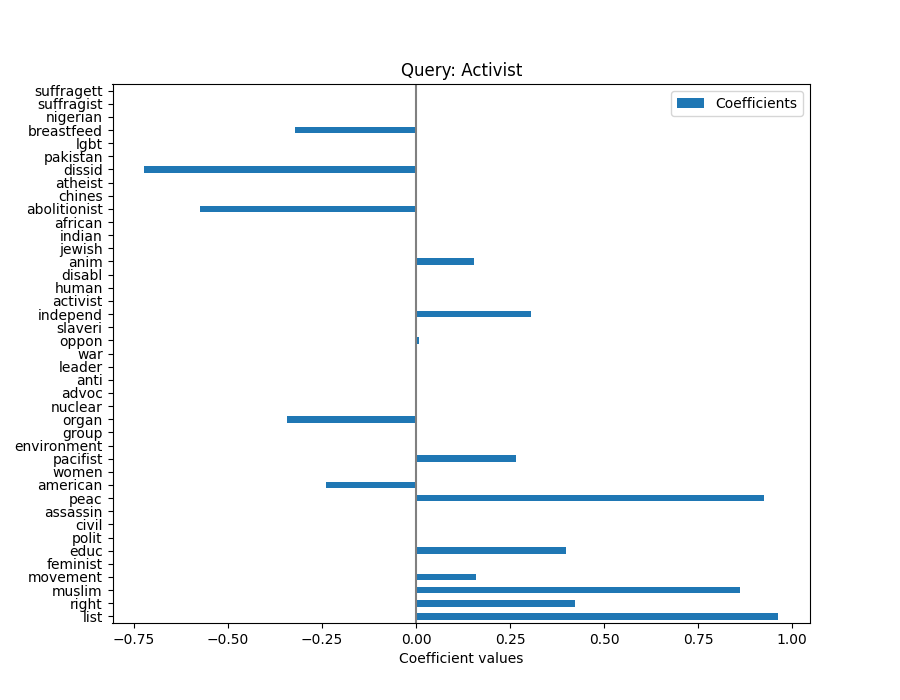 Query: Activist
Coefficients
suffragett
suffragist
nigerian
breastfeed
lgbt
pakistan
dissid
atheist
chines
abolitionist
african
indian
jewish
anim
disabl
human
activist
independ
slaveri
oppon
war
leader
anti
advoc
nuclear
organ
group
environment
pacifist
women
american
peac
assassin
civil
polit
educ
feminist
movement
muslim
right
list
−0.75 −0.50 −0.25 0.00 0.25 0.50 0.75 1.00
Coefficient values